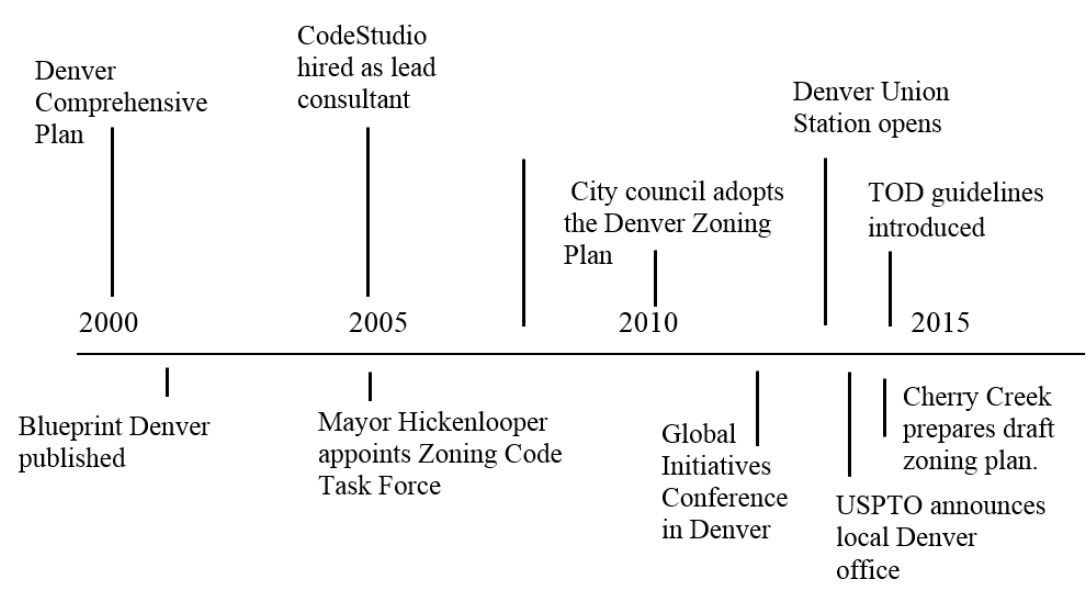 Denver
Comprehensive
Plan
CodeStudio
hired as lead
consultant
City council adopts
the Denver Zoning
Plan
Denver Union
Station opens
TOD guidelines
introduced
2000
2005
2010
2015
Blueprint Denver
published
Mayor Hickenlooper
appoints Zoning Code
Task Force
Global
Initiatives
Conference
in Denver
USPTO announces
local Denver
office
Cherry Creek
prepares draft
zoning plan.